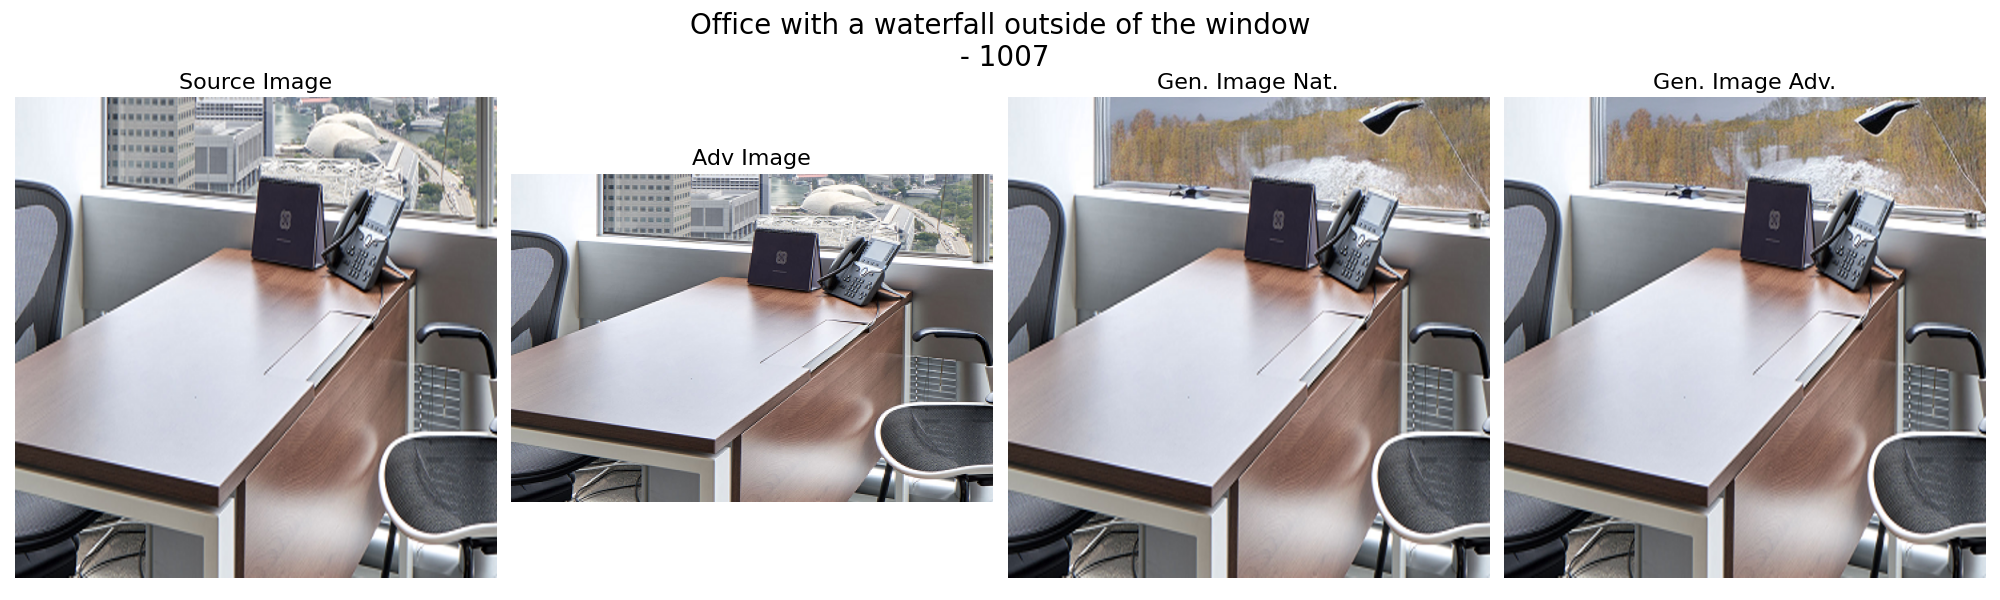 Office with a waterfall outside of the window
- 1007
Source Image
Adv Image
Gen. Image Nat.
Gen. Image Adv.